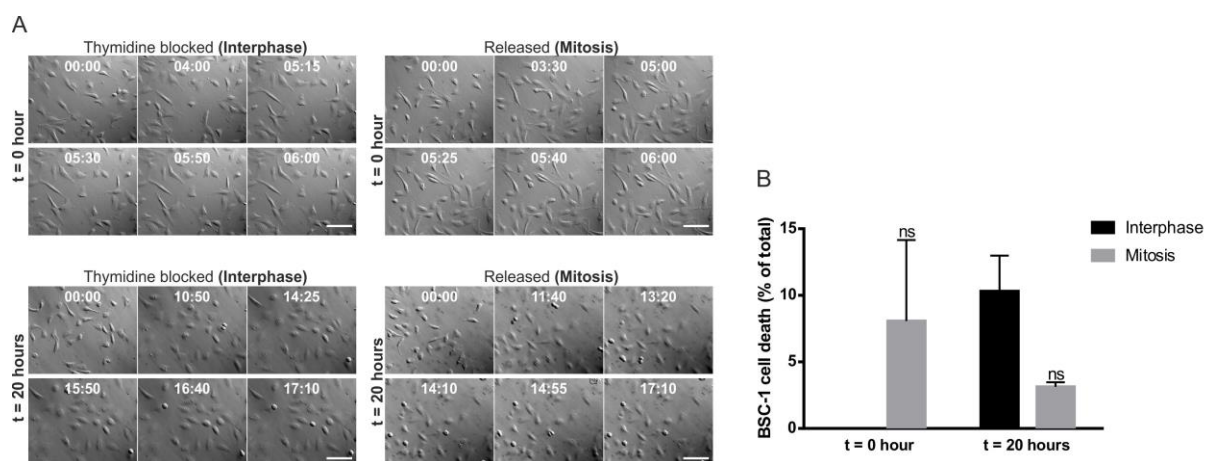 A
Thymidine blocked (Interphase)
Released (Mitosis)
t = 0 hour
00:00
04:00
05:15
05:30
05:50
06:00
t = 0 hour
00:00
03:30
05:00
05:25
05:40
06:00
Thymidine blocked (Interphase)
Released (Mitosis)
t = 20 hours
00:00
10:50
14:25
15:50
16:40
17:10
t = 20 hours
00:00
11:40
13:20
14:10
14:55
17:10
B
BSC-1 cell death (% of total)
15
10
5
0
ns
ns
t = 0 hour
t = 20 hours
Interphase
Mitosis